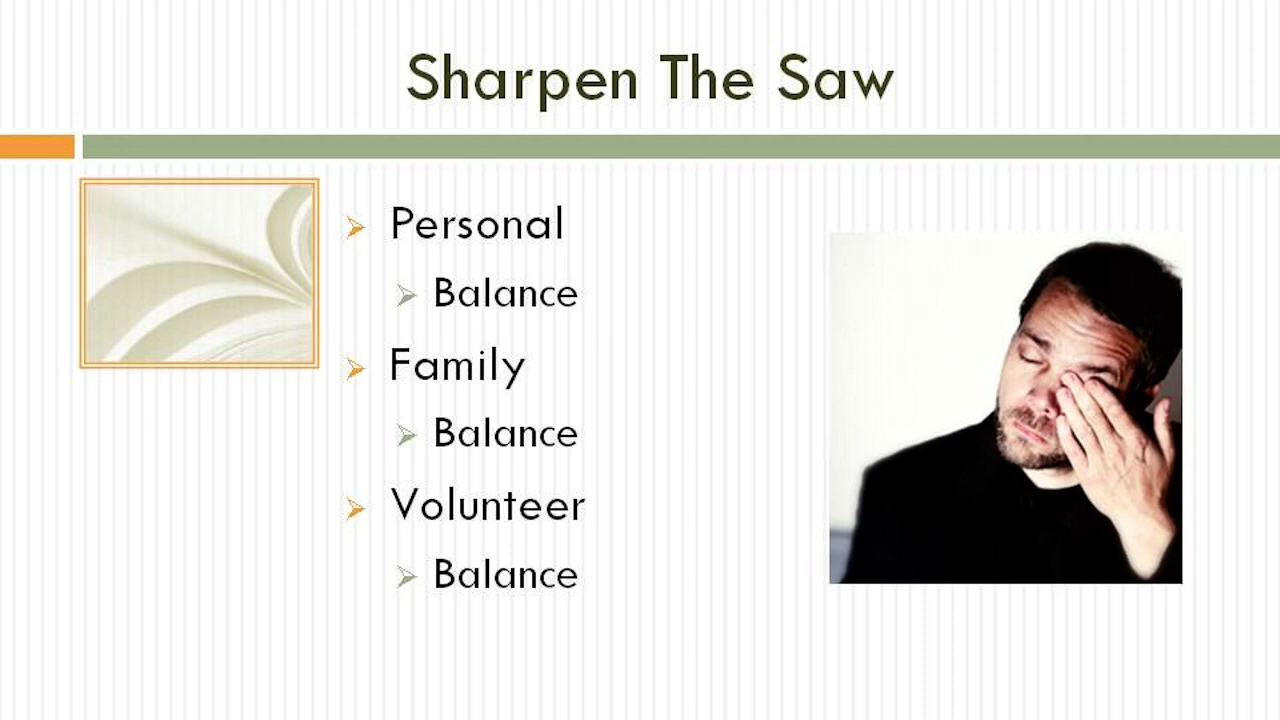 Sharpen The Saw
Personal
Balance
Family
Balance
Volunteer
Balance